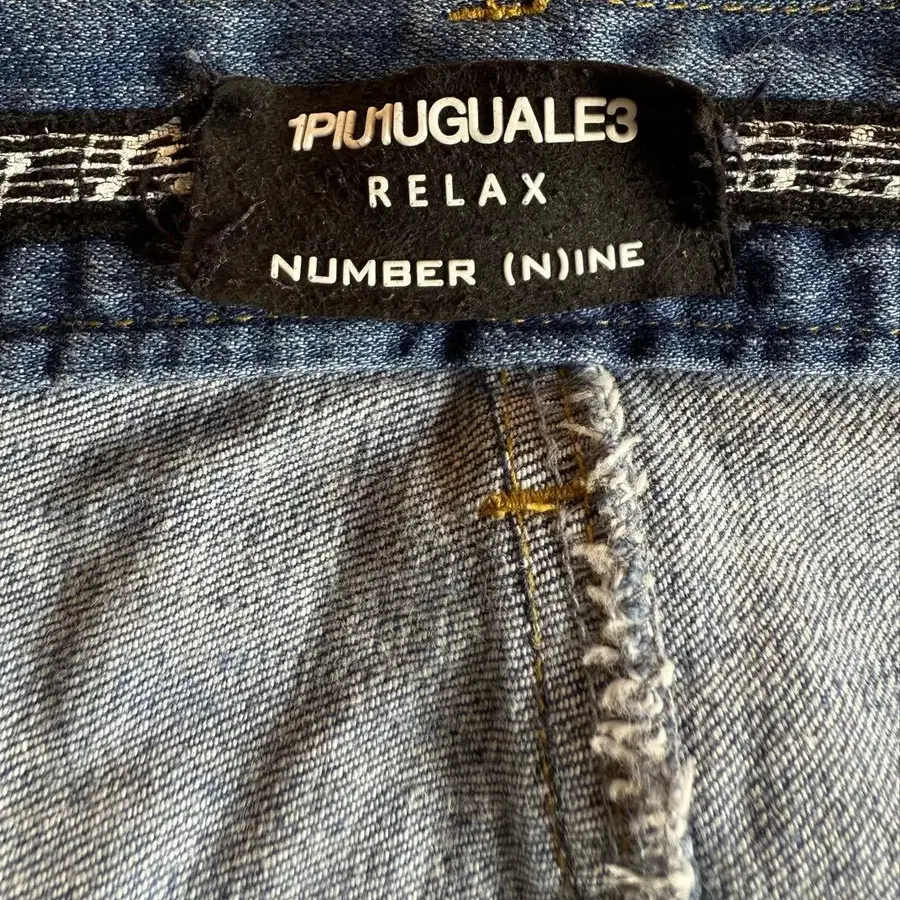 1PIU1UGUALE3
RELAX
NUMBER (N)INE